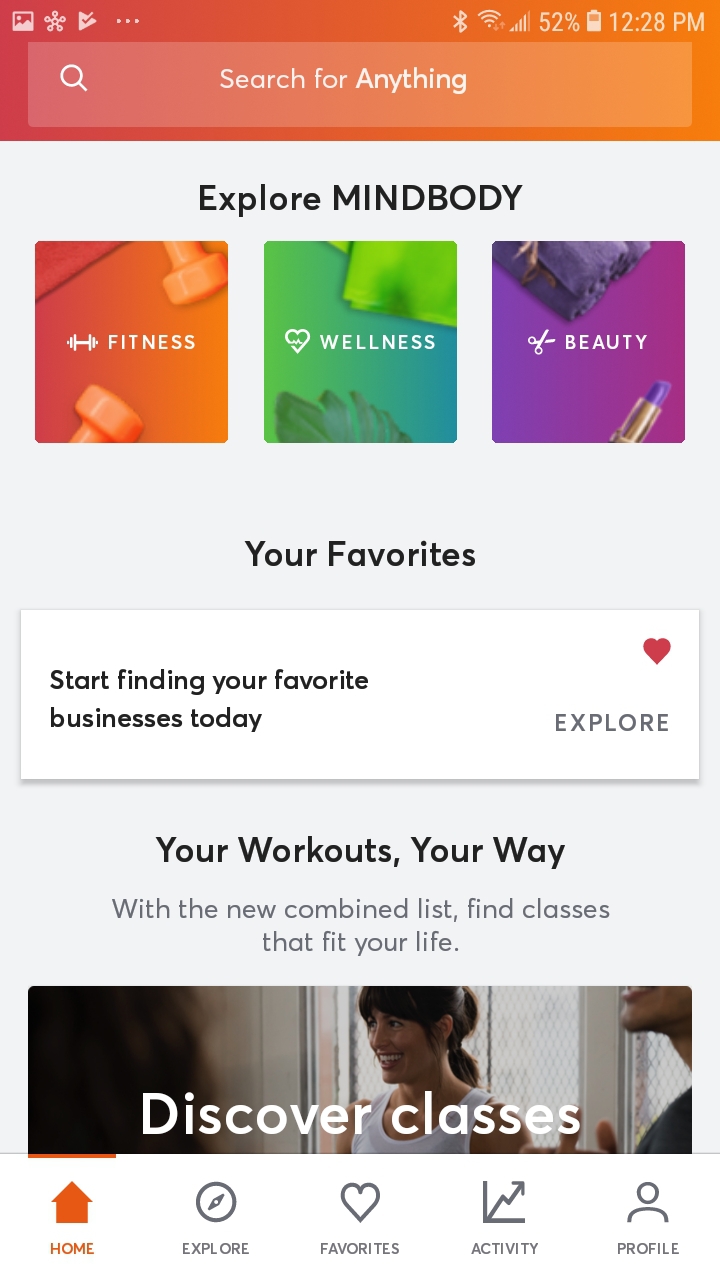 52% 12:28 PM
Search for Anything
Explore MINDBODY
FITNESS
WELLNESS
BEAUTY
Your Favorites
Start finding your favorite
businesses today
EXPLORE
Your Workouts, Your Way
With the new combined list, find classes
that fit your life.
Discover classes
HOME
EXPLORE
FAVORITES
ACTIVITY
PROFILE